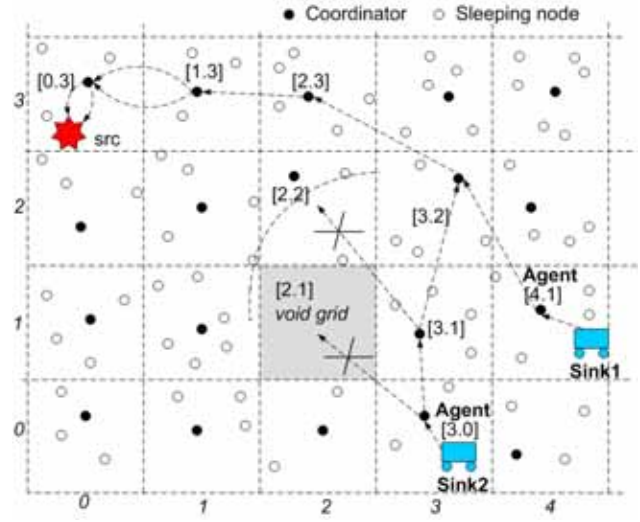 Coordinator
Sleeping node
3
[0.3]
[1.3]
[2.3]
src
2
[2.2]
[3.2]
Agent
[4.1]
1
[2.1]
void grid
[3.1]
Sink1
0
Agent
[3.0]
Sink2
0
1
2
3
4